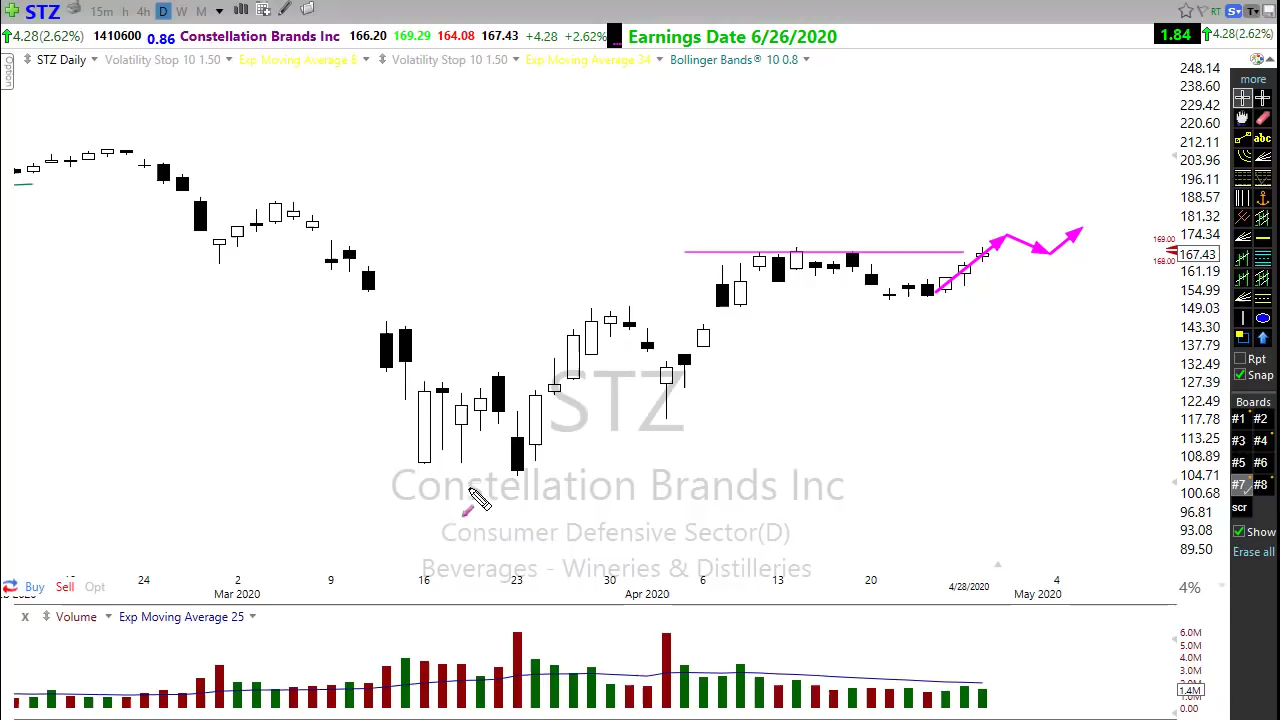 STZ 15m h 4h D W M
4.28(2.62%) 1410600 0.86 Constellation Brands Inc 166.20 169.29 164.08 167.43 +4.28 +2.62% Earnings Date 6/26/2020 1.84 4.28(2.62%)
RT S T
Option
STZ Daily Volatility Stop 10 1.50 Exp Moving Average 8 Volatility Stop 10 1.50 Exp Moving Average 34 Bollinger Bands® 10 0.8
248.14
238.60
229.42
220.60
212.11
203.96
196.11
188.57
181.32
174.34
169.00
167.43
168.00
161.19
154.99
149.03
143.30
137.79
132.49
127.39
122.49
117.78
113.25
108.89
104.71
100.68
96.81
93.08
89.50
more
abc
Rpt
Snap
Boards
#1 #2
#3 #4
#5 #6
#7 #8
scr
Show
Erase all
STZ
Constellation Brands Inc
Consumer Defensive Sector(D)
Beverages - Wineries & Distilleries
24 2 9 16 23 30 6 13 20 4/28/2020 4
Buy Sell Opt
Mar 2020 Apr 2020 May 2020
4%
x Volume Exp Moving Average 25
6.0M
5.0M
4.0M
3.0M
1.4M
0.00